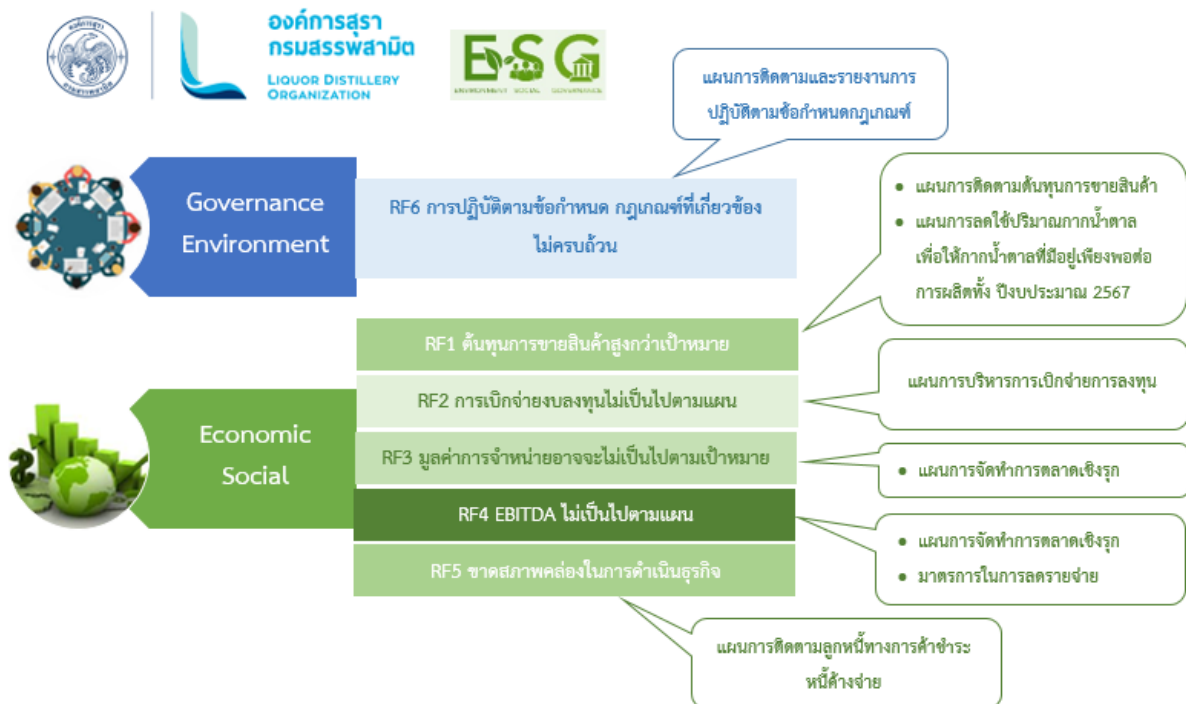 องค์การสุรา
กรมสรรพสามิต
LIQUOR DISTILLERY
ORGANIZATION
องค์การสุรา
กรมสรรพสามิต
ESG
ENVIRONMENT SOCIAL GOVERNANCE
แผนการติดตามและรายงานการ
ปฏิบัติตามข้อกำหนดกฎเกณฑ์
Governance
Environment
RF6 การปฏิบัติตามข้อกำหนด กฎเกณฑ์ที่เกี่ยวข้อง
ไม่ครบถ้วน
• แผนการติดตามต้นทุนการขายสินค้า
• แผนการลดใช้ปริมาณกากน้ำตาล
เพื่อให้กากน้ำตาลที่มีอยู่เพียงพอต่อ
การผลิตทั้ง ปีงบประมาณ 2567
Economic
Social
RF1 ต้นทุนการขายสินค้าสูงกว่าเป้าหมาย
RF2 การเบิกจ่ายงบลงทุนไม่เป็นไปตามแผน
แผนการบริหารการเบิกจ่ายการลงทุน
RF3 มูลค่าการจำหน่ายอาจจะไม่เป็นไปตามเป้าหมาย
• แผนการจัดทำการตลาดเชิงรุก
RF4 EBITDA ไม่เป็นไปตามแผน
• แผนการจัดทำการตลาดเชิงรุก
• มาตรการในการลดรายจ่าย
RF5 ขาดสภาพคล่องในการดำเนินธุรกิจ
แผนการติดตามลูกหนี้ทางการค้าชำระ
หนี้ค้างจ่าย